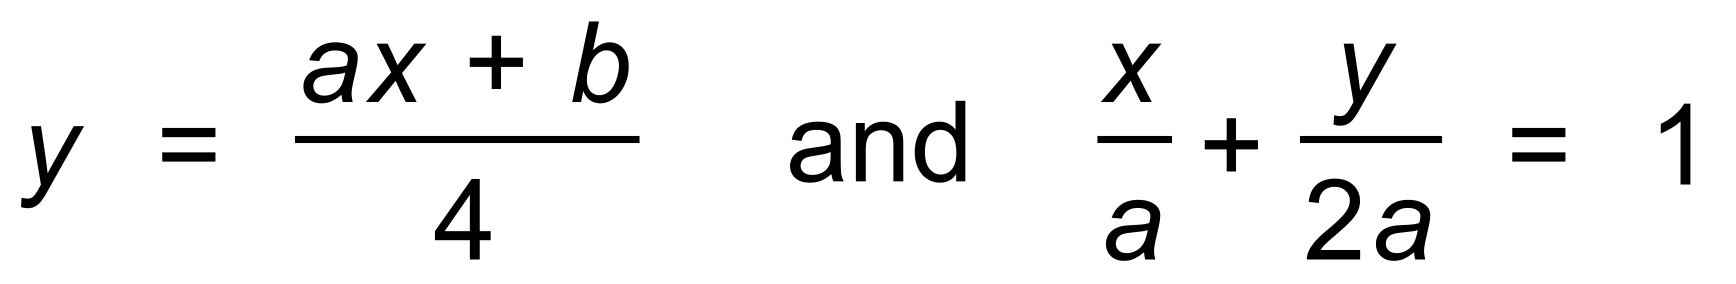 y = ax + b / 4 and x / a + y / 2a = 1